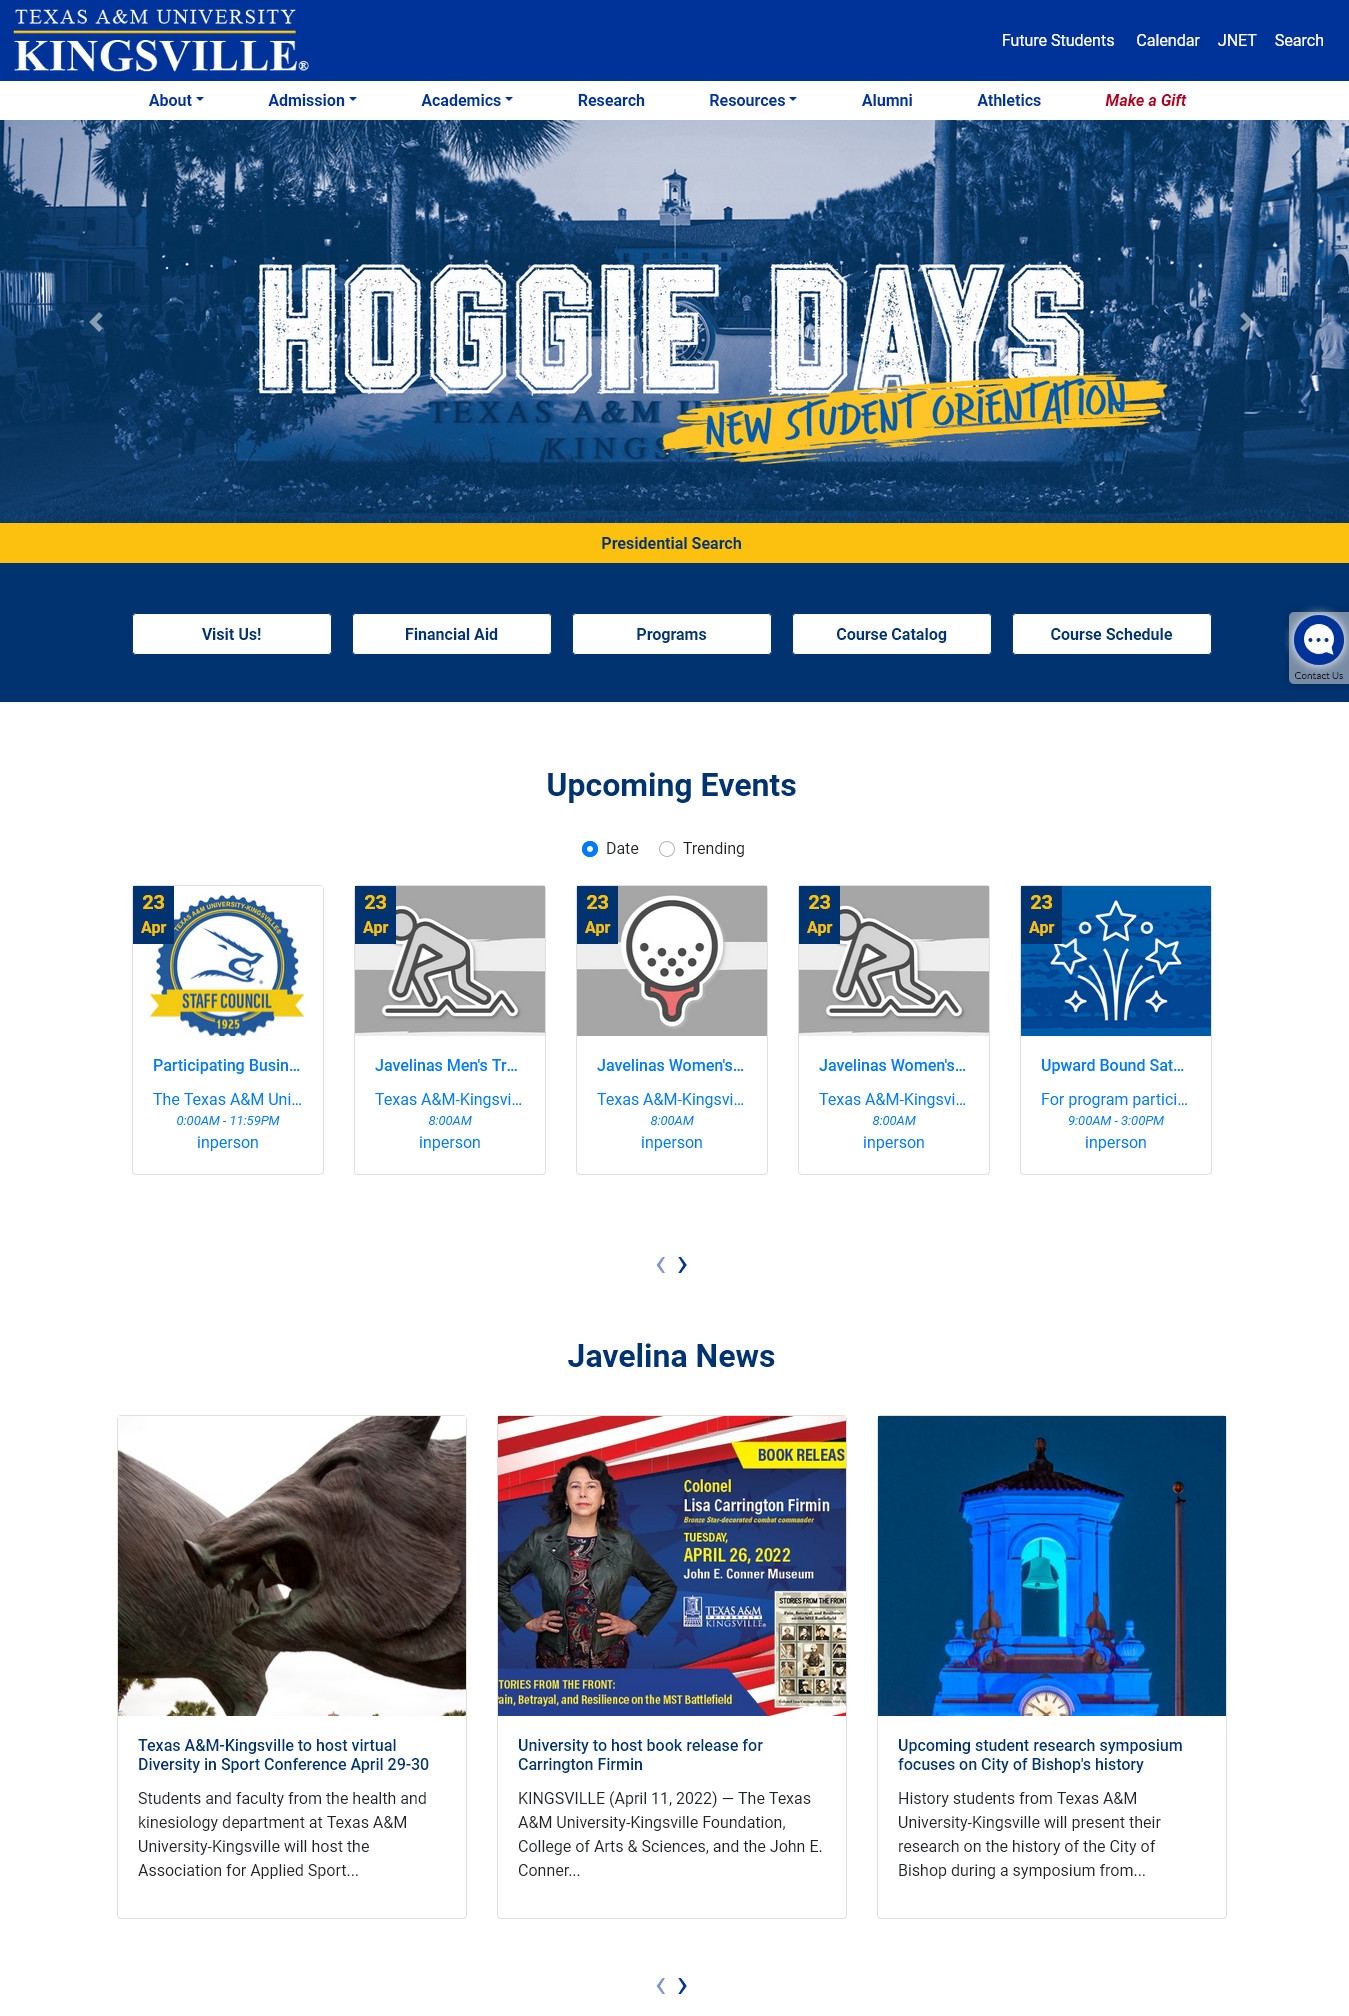 TEXAS A&M UNIVERSITY
KINGSVILLE®
Future Students Calendar JNET Search
About Admission Academics Research Resources Alumni Athletics Make a Gift
HOGGIE DAYS
NEW STUDENT ORIENTATION
TEXAS A&M U
KINGS
Presidential Search
Visit Us! Financial Aid Programs Course Catalog Course Schedule
Contact Us
Upcoming Events
Date Trending
23
Apr
TEXAS A&M UNIVERSITY-KINGSVILLE®
STAFF COUNCIL
1925
Participating Busin...
The Texas A&M Uni...
0:00AM - 11:59PM
inperson
23
Apr
Javelinas Men's Tr...
Texas A&M-Kingsvi...
8:00AM
inperson
23
Apr
Javelinas Women's...
Texas A&M-Kingsvi...
8:00AM
inperson
23
Apr
Javelinas Women's...
Texas A&M-Kingsvi...
8:00AM
inperson
23
Apr
Upward Bound Sat...
For program partici...
9:00AM - 3:00PM
inperson
‹ ›
Javelina News
Texas A&M-Kingsville to host virtual
Diversity in Sport Conference April 29-30
Students and faculty from the health and
kinesiology department at Texas A&M
University-Kingsville will host the
Association for Applied Sport...
BOOK RELEAS
Colonel
Lisa Carrington Firmin
Bronze Star-decorated combat commander
TUESDAY,
APRIL 26, 2022
John E. Conner Museum
TEXAS A&M
UNIVERSITY
KINGSVILLE®
STORIES FROM THE FRONT
Pain, Betrayal, and Resilience
on the MST Battlefield
TORIES FROM THE FRONT:
ain, Betrayal, and Resilience on the MST Battlefield
University to host book release for
Carrington Firmin
KINGSVILLE (April 11, 2022) — The Texas
A&M University-Kingsville Foundation,
College of Arts & Sciences, and the John E.
Conner...
Upcoming student research symposium
focuses on City of Bishop's history
History students from Texas A&M
University-Kingsville will present their
research on the history of the City of
Bishop during a symposium from...
‹ ›